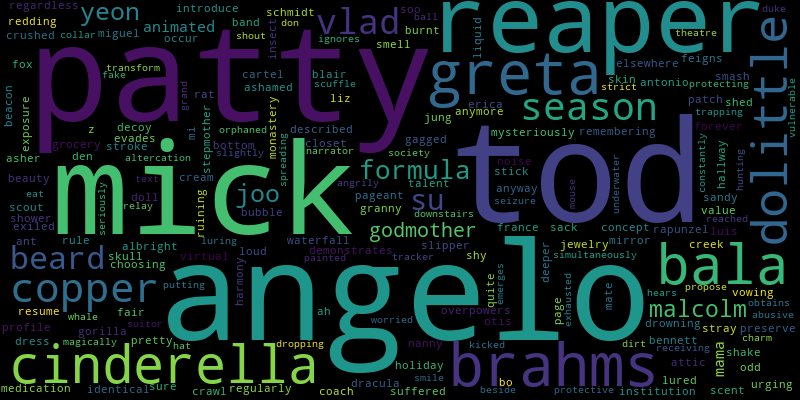 regardless yeon introduce band schmidt soo ball reaper duke
redding miguel animated don vlad burnt theatre
crushed collar occur shout ignores smell liquid elsewhere feigns
patty insect greta dolittle
fox transform cartel blair skin antonio protecting smash
fake ashamed scuffle erica strict
beacon exposure rat grand liz season patch shed trapping vulnerable
z decoy orphaned monastery jung anymore tod forever
grocery evades stroke mi stepmother bottom described gagged mysteriously remembering
asher den altercation slightly closet narrator society noise hallway constantly hunting
mick spreading formula stick underwater mouse
beauty cream angrily talent anyway seizure sandy
eat text joo pageant su sack concept rapunzel value
scout doll relay ruining bubble granny downstairs france reached
shower seriously godmother mirror luis
exiled
ant rule albright waterfall slipper shy jewelry creek
beard skull loud demonstrates quite deeper simultaneously bala
choosing virtual luring painted tracker emerges hears propose vowing
copper putting harmony angelo overpowers page exhausted mate malcolm obtains
resume whale fair ah otis drowning stray abusive preserve
profile gorilla suitor worried dirt bennett charm
dress magically pretty hat dropping nanny kicked receiving mama shake
cinderella holiday brahms attic odd
dracula smile bo lured
medication identical sure crawl regularly coach suffered beside protective institution scent urging